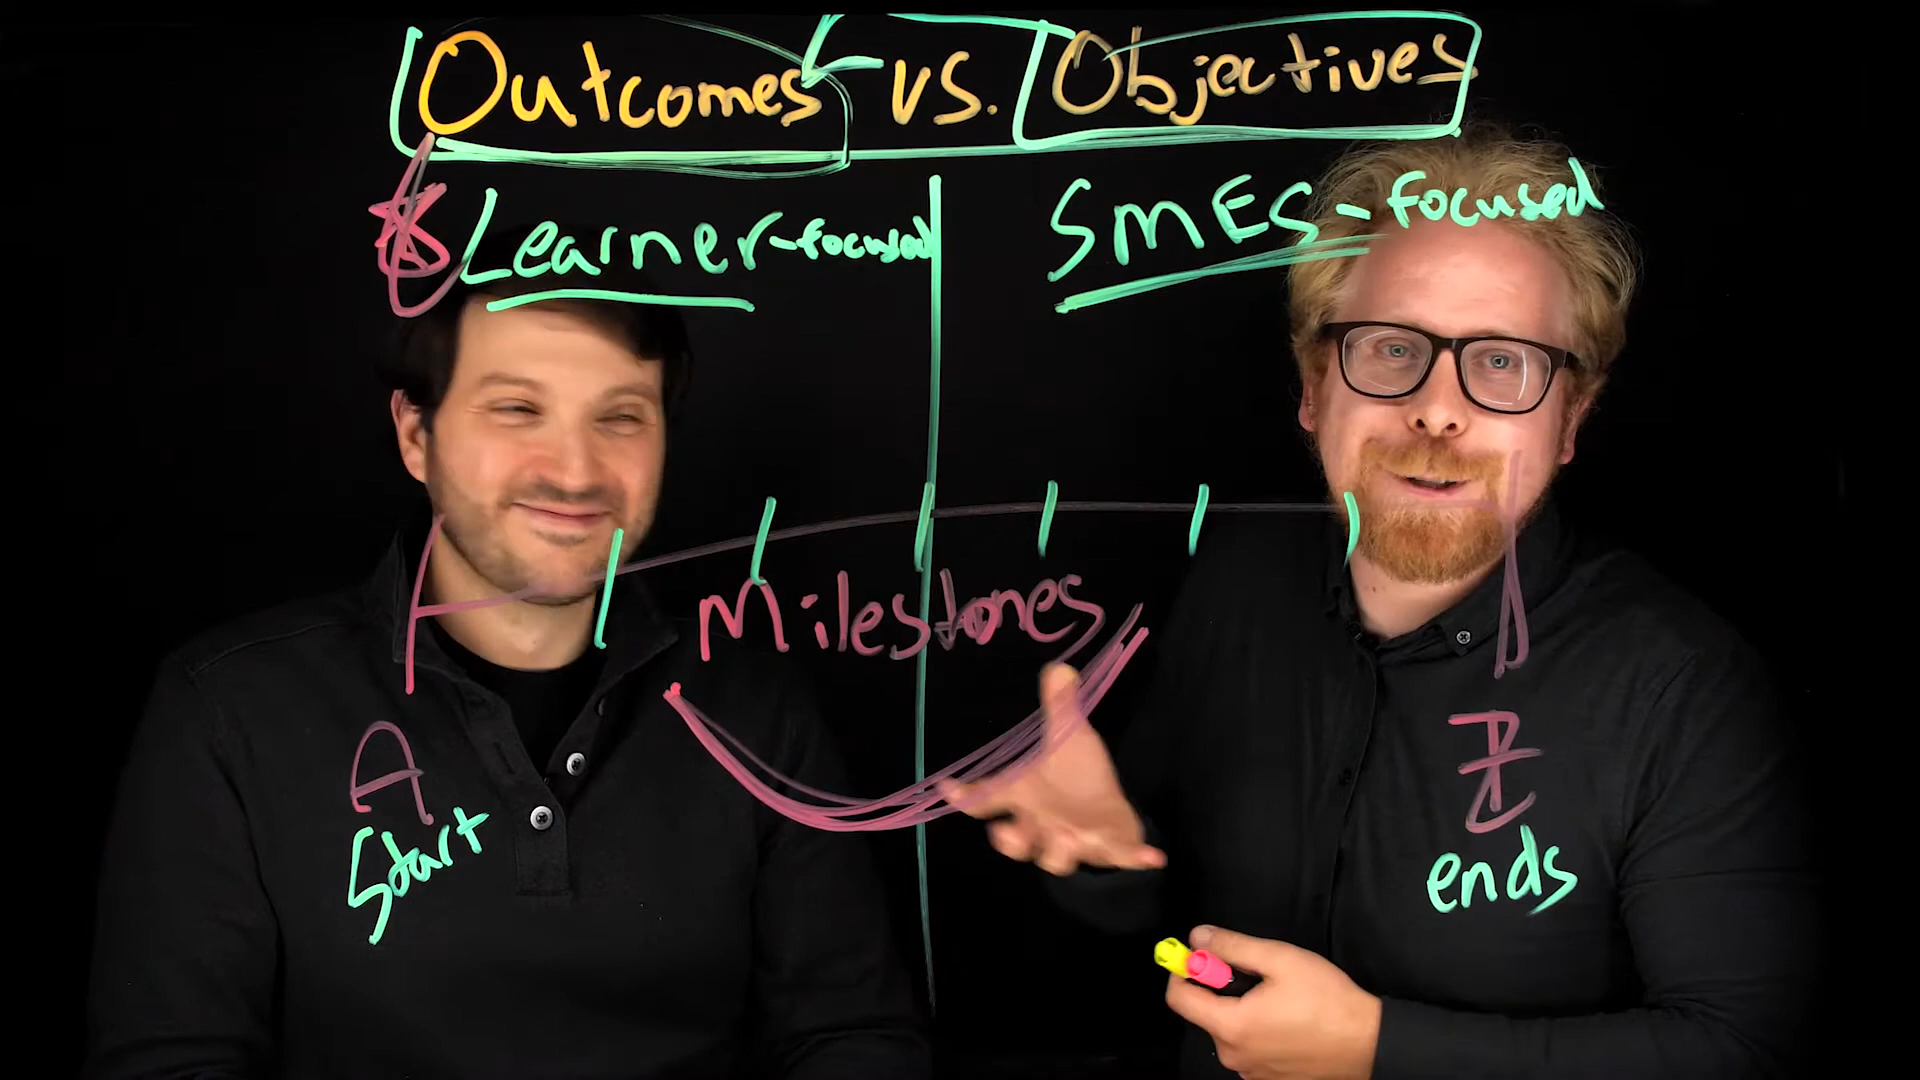 Outcomes vs. Objectives
Learner-focused
SMEs-focused
Milestones
A
Start
Z
ends